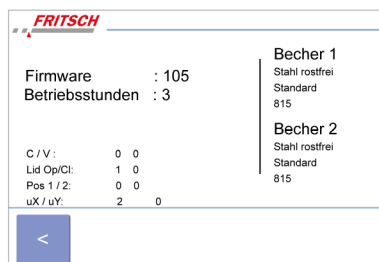 FRITSCH
Firmware : 105
Betriebsstunden : 3
C / V : 0 0
Lid Op/Cl: 1 0
Pos 1 / 2: 0 0
uX / uY: 2 0
Becher 1
Stahl rostfrei
Standard
815
Becher 2
Stahl rostfrei
Standard
815
<